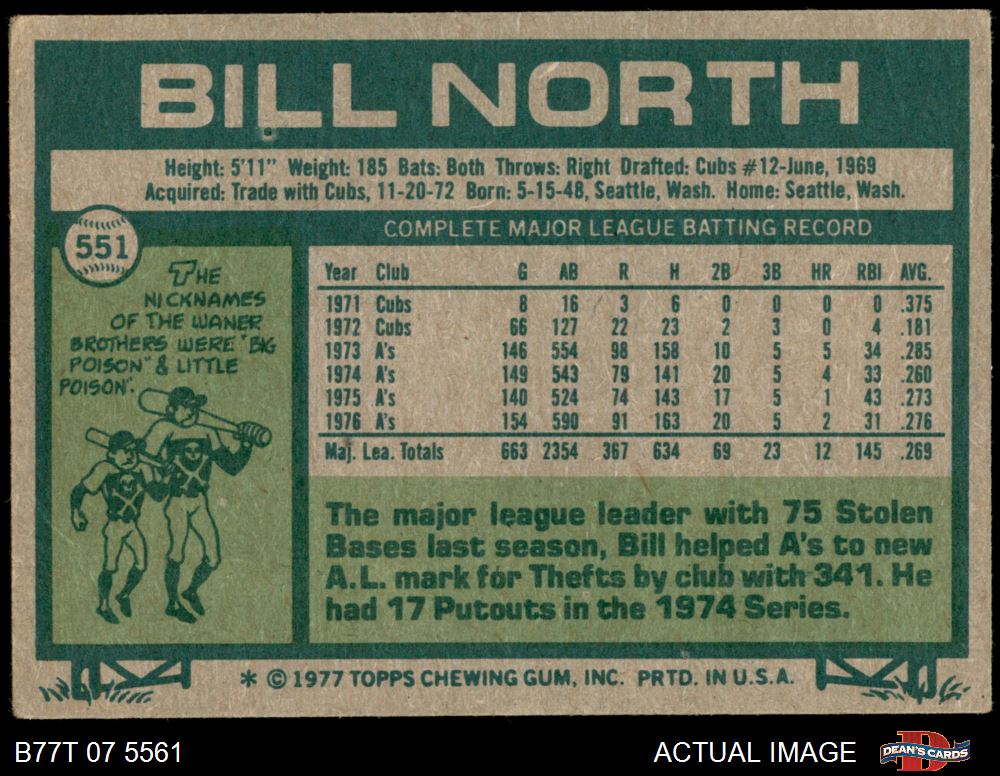 BILL NORTH
Height: 5'11" Weight: 185 Bats: Both Throws: Right Drafted: Cubs #12-June, 1969
Acquired: Trade with Cubs, 11-20-72 Born: 5-15-48, Seattle, Wash. Home: Seattle, Wash.
551
COMPLETE MAJOR LEAGUE BATTING RECORD
THE
NICKNAMES
OF THE WANER
BROTHERS WERE "BIG
POISON" & LITTLE
POISON".
Year Club G AB R H 2B 3B HR RBI AVG.
1971 Cubs 8 16 3 6 0 0 0 0 .375
1972 Cubs 66 127 22 23 2 3 0 4 .181
1973 A's 146 554 98 158 10 5 5 34 .285
1974 A's 149 543 79 141 20 5 4 33 .260
1975 A's 140 524 74 143 17 5 1 43 .273
1976 A's 154 590 91 163 20 5 2 31 .276
Maj. Lea. Totals 663 2354 367 634 69 23 12 145 .269
The major league leader with 75 Stolen
Bases last season, Bill helped A's to new
A.L. mark for Thefts by club with 341. He
had 17 Putouts in the 1974 Series.
* © 1977 TOPPS CHEWING GUM, INC. PRTD. IN U.S.A.
B77T 07 5561
ACTUAL IMAGE
DEAN'S CARDS